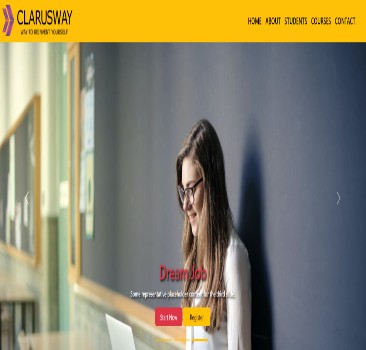 CLARUSWAY
WAY TO REINVENT YOURSELF
HOME ABOUT STUDENTS COURSES CONTACT
Dream Job
Some representative placeholder content for the third slide.
Start Now
Register